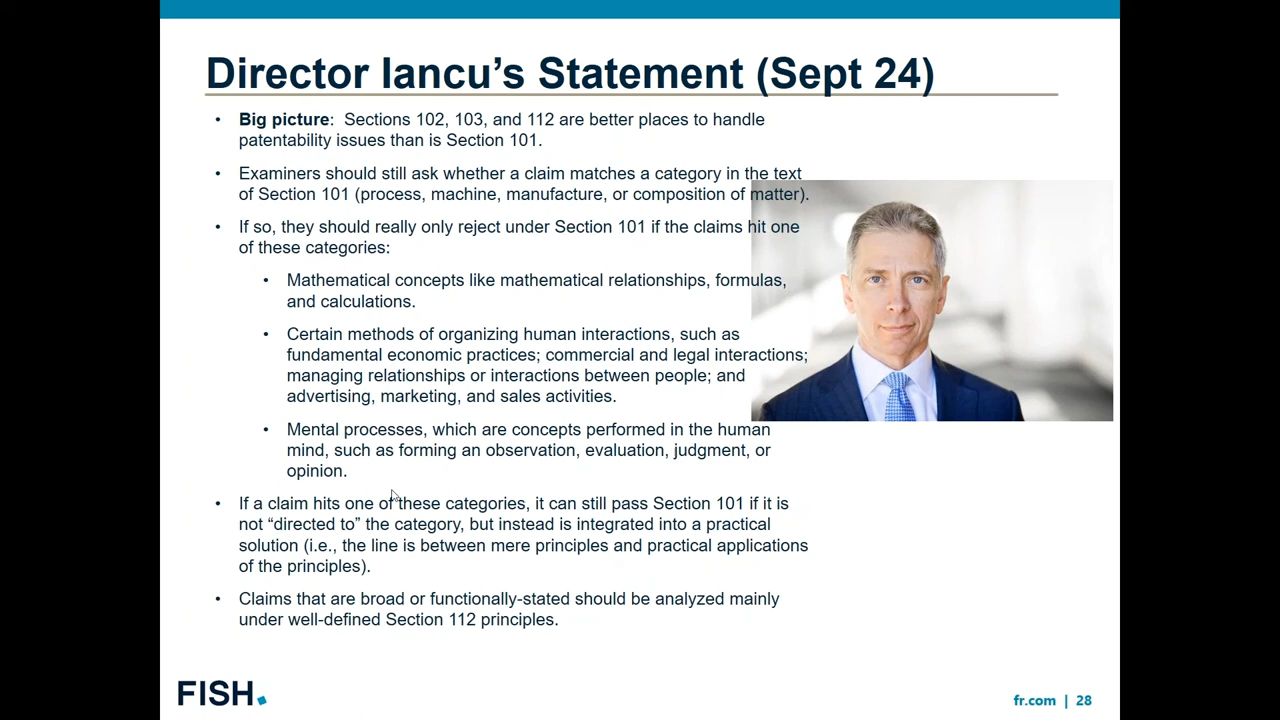 Director Iancu’s Statement (Sept 24)
• Big picture: Sections 102, 103, and 112 are better places to handle
patentability issues than is Section 101.
• Examiners should still ask whether a claim matches a category in the text
of Section 101 (process, machine, manufacture, or composition of matter).
• If so, they should really only reject under Section 101 if the claims hit one
of these categories:
• Mathematical concepts like mathematical relationships, formulas,
and calculations.
• Certain methods of organizing human interactions, such as
fundamental economic practices; commercial and legal interactions;
managing relationships or interactions between people; and
advertising, marketing, and sales activities.
• Mental processes, which are concepts performed in the human
mind, such as forming an observation, evaluation, judgment, or
opinion.
• If a claim hits one of these categories, it can still pass Section 101 if it is
not “directed to” the category, but instead is integrated into a practical
solution (i.e., the line is between mere principles and practical applications
of the principles).
• Claims that are broad or functionally-stated should be analyzed mainly
under well-defined Section 112 principles.
FISH.
fr.com | 28